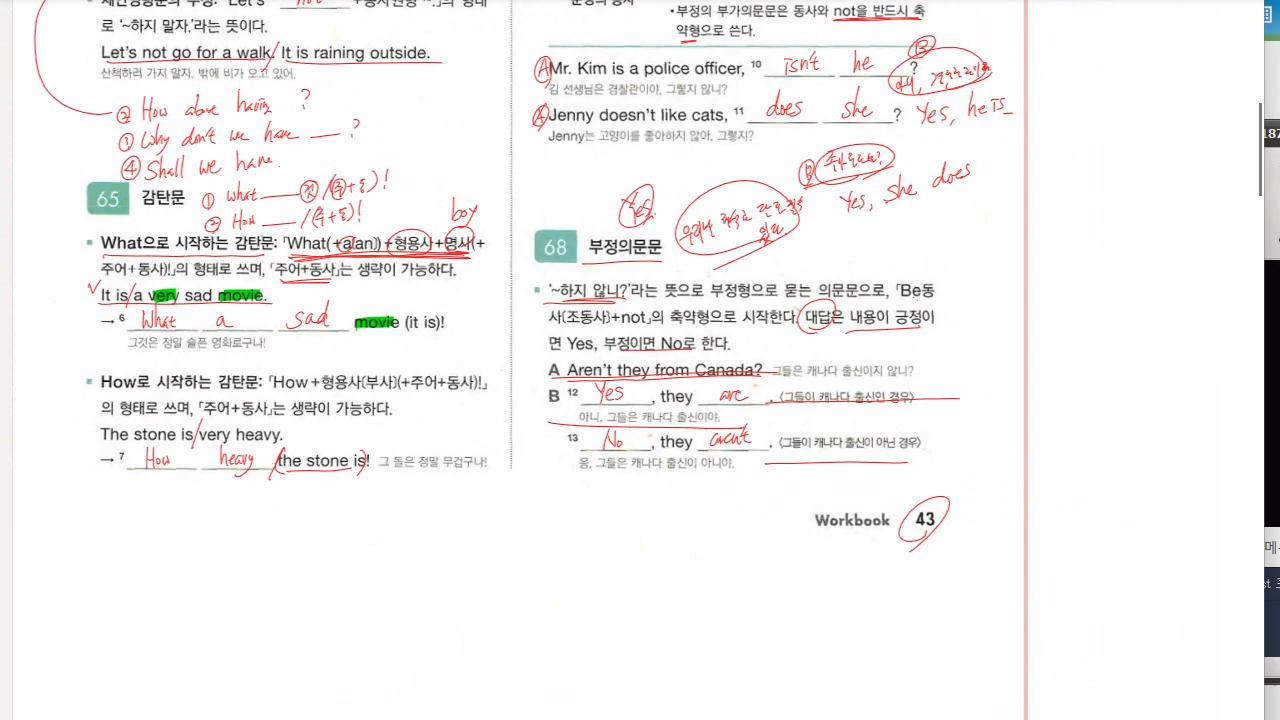 로 '~하지 말자.'라는 뜻이다.
Let's not go for a walk. It is raining outside.
산책하러 가지 말자. 밖에 비가 오고 있어.
② How about having ?
① Why don't we have ?
④ Shall we have
65 감탄문
① What /(주+동)!
② How /(주+동)!
boy
What으로 시작하는 감탄문: 「What(+a(an))+형용사+명사(+
주어+동사)!」의 형태로 쓰며, 「주어+동사」는 생략이 가능하다.
It is a very sad movie.
→ 6 What a sad movie (it is)!
그것은 정말 슬픈 영화로구나!
How로 시작하는 감탄문: 「How+형용사(부사)(+주어+동사)!」
의 형태로 쓰며, 「주어+동사」는 생략이 가능하다.
The stone is very heavy.
→ 7 How heavy (the stone is)! 그 돌은 정말 무겁구나!
• 부정의 부가의문문은 동사와 not을 반드시 축
약형으로 쓴다.
A Mr. Kim is a police officer, 10 isn't he ?
B
김 선생님은 경찰관이야, 그렇지 않니?
A Jenny doesn't like cats, 11 does she ? Yes, he is
Jenny는 고양이를 좋아하지 않아, 그렇지?
B
Yes, she does
Yes
68 부정의문문
'~하지 않니?'라는 뜻으로 부정형으로 묻는 의문문으로, 「Be동
사(조동사)+not」의 축약형으로 시작한다. 대답은 내용이 긍정이
면 Yes, 부정이면 No로 한다.
A Aren't they from Canada? 그들은 캐나다 출신이지 않니?
B 12 Yes , they are . 〈그들이 캐나다 출신인 경우〉
아니, 그들은 캐나다 출신이야.
13 No , they aren't . 〈그들이 캐나다 출신이 아닌 경우〉
응, 그들은 캐나다 출신이 아니야.
Workbook 43